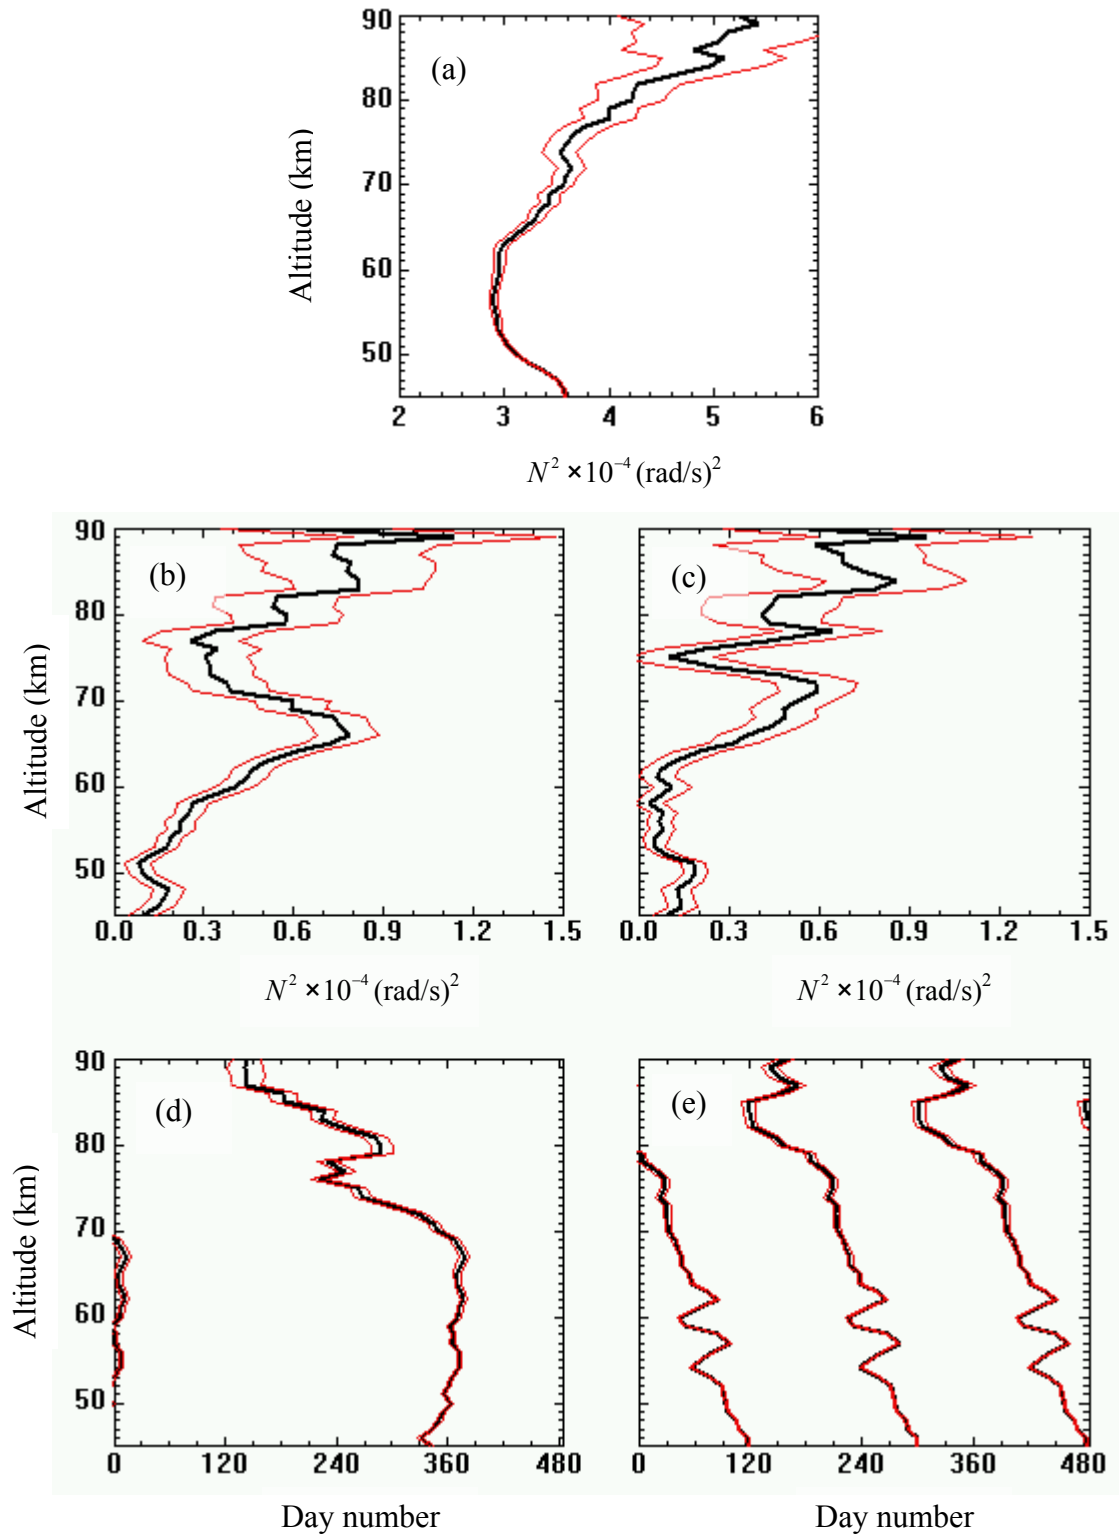 90
(a)
80
70
60
50
2 3 4 5 6
Altitude (km)
N² ×10⁻⁴ (rad/s)²
90 90
(b) (c)
80 80
70 70
60 60
50 50
0.0 0.3 0.6 0.9 1.2 1.5 0.0 0.3 0.6 0.9 1.2 1.5
Altitude (km)
N² ×10⁻⁴ (rad/s)² N² ×10⁻⁴ (rad/s)²
90 90
(d) (e)
80 80
70 70
60 60
50 50
0 120 240 360 480 0 120 240 360 480
Altitude (km)
Day number Day number